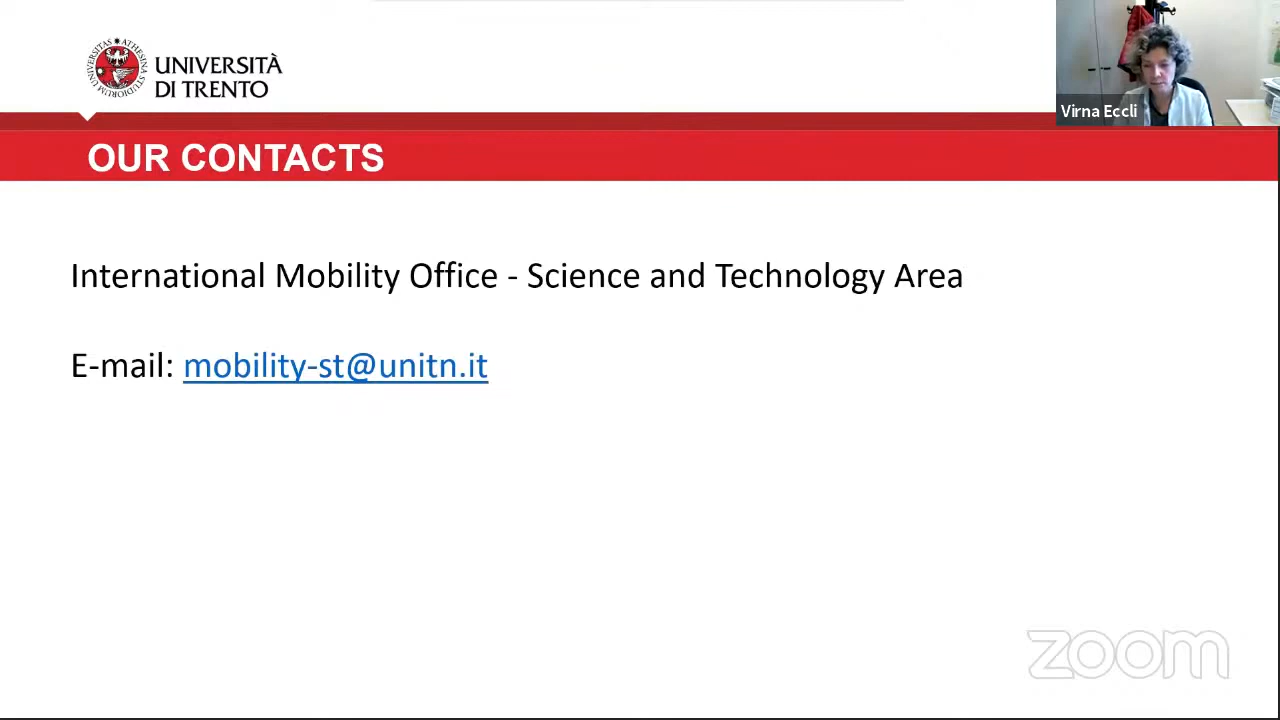 UNIVERSITÀ
DI TRENTO
Virna Eccli
OUR CONTACTS
International Mobility Office - Science and Technology Area
E-mail: mobility-st@unitn.it
zoom